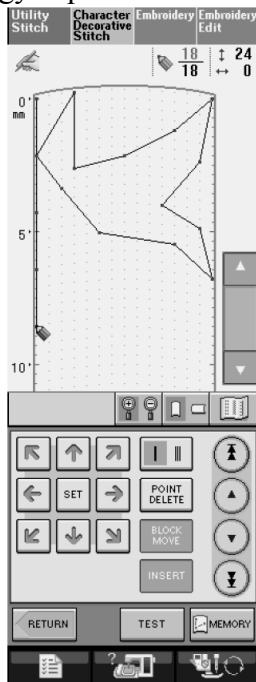 Utility Stitch
Character Decorative Stitch
Embroidery
Embroidery Edit
18
18
↕ 24
↔ 0
0
mm
5
10
SET
POINT DELETE
BLOCK MOVE
INSERT
RETURN
TEST
MEMORY
?